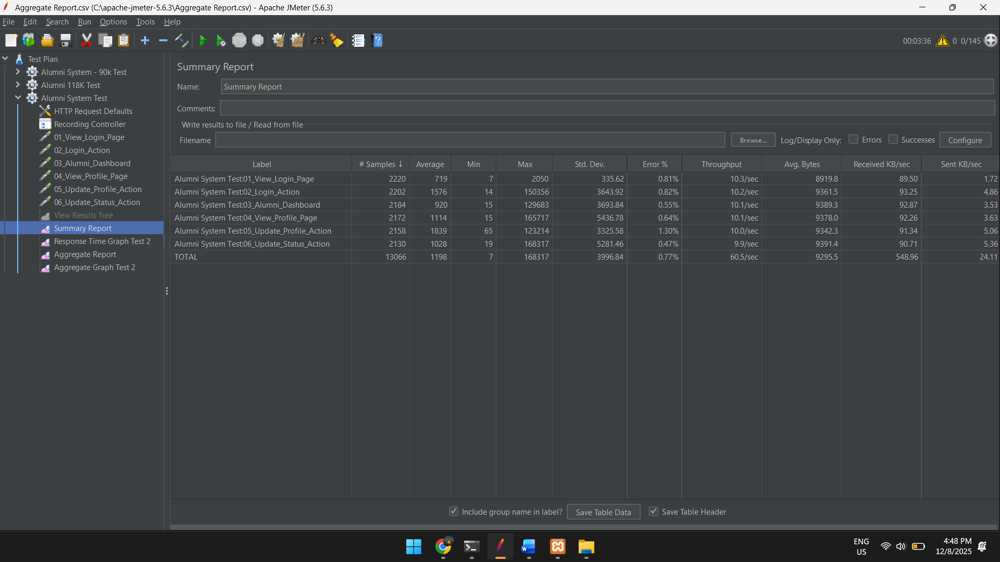 Aggregate Report.csv (C:\apache-jmeter-5.6.3\Aggregate Report.csv) - Apache JMeter (5.6.3)
File Edit Search Run Options Tools Help
STOP
00:03:36 0 0/145
Test Plan
Alumni System - 90k Test
Alumni 118K Test
Alumni System Test
HTTP Request Defaults
Recording Controller
01_View_Login_Page
02_Login_Action
03_Alumni_Dashboard
04_View_Profile_Page
05_Update_Profile_Action
06_Update_Status_Action
View Results Tree
Summary Report
Response Time Graph Test 2
Aggregate Report
Aggregate Graph Test 2
Summary Report
Name: Summary Report
Comments:
Write results to file / Read from file
Filename Browse... Log/Display Only: Errors Successes Configure
Label # Samples ↓ Average Min Max Std. Dev. Error % Throughput Avg. Bytes Received KB/sec Sent KB/sec
Alumni System Test:01_View_Login_Page 2220 719 7 2050 335.62 0.81% 10.3/sec 8919.8 89.50 1.72
Alumni System Test:02_Login_Action 2202 1576 14 150356 3643.92 0.82% 10.2/sec 9361.5 93.25 4.86
Alumni System Test:03_Alumni_Dashboard 2184 920 15 129683 3693.84 0.55% 10.1/sec 9389.3 92.87 3.53
Alumni System Test:04_View_Profile_Page 2172 1114 15 165717 5436.78 0.64% 10.1/sec 9378.0 92.26 3.63
Alumni System Test:05_Update_Profile_Action 2158 1839 65 123214 3325.58 1.30% 10.0/sec 9342.3 91.34 5.06
Alumni System Test:06_Update_Status_Action 2130 1028 19 168317 5281.46 0.47% 9.9/sec 9391.4 90.71 5.36
TOTAL 13066 1198 7 168317 3996.84 0.77% 60.5/sec 9295.5 548.96 24.11
Include group name in label? Save Table Data Save Table Header
ENG
US
4:48 PM
12/8/2025